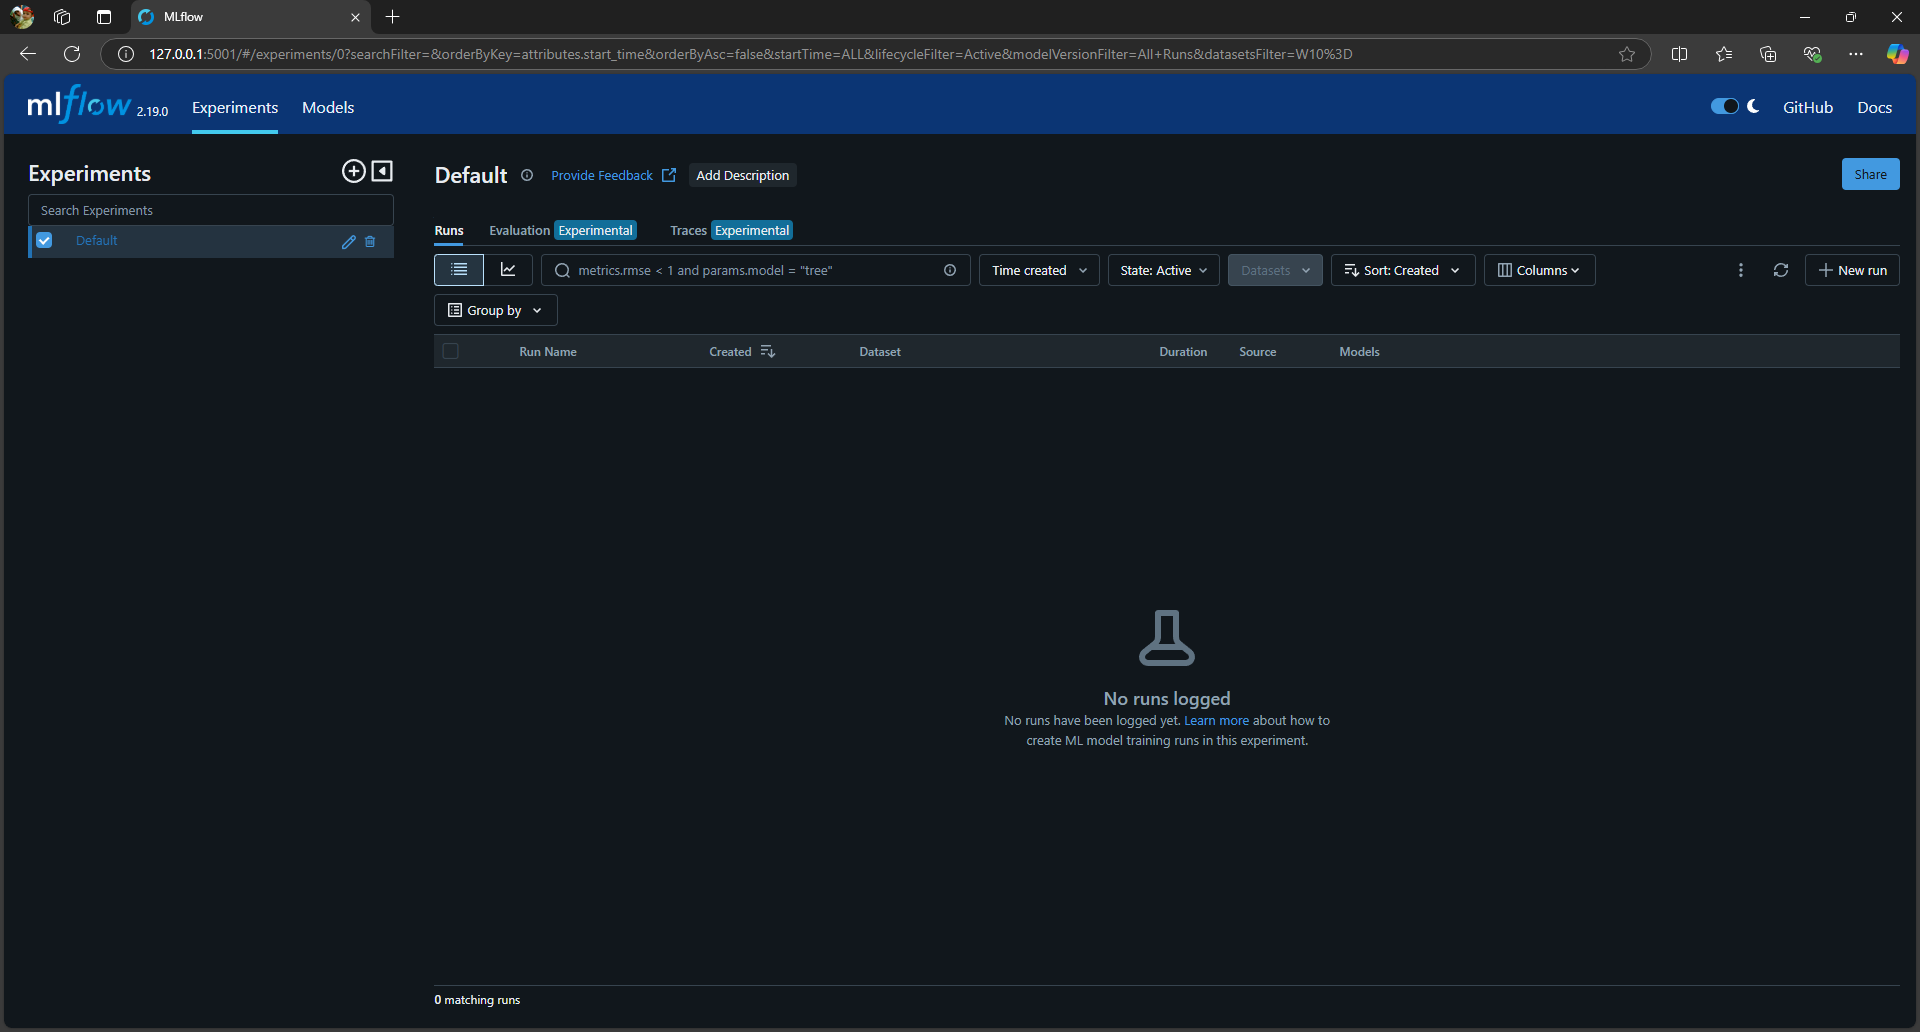 MLflow
127.0.0.1:5001/#/experiments/0?searchFilter=&orderByKey=attributes.start_time&orderByAsc=false&startTime=ALL&lifecycleFilter=Active&modelVersionFilter=All+Runs&datasetsFilter=W10%3D
mlflow 2.19.0 Experiments Models GitHub Docs
Experiments
Search Experiments
Default
Default Provide Feedback Add Description Share
Runs Evaluation Experimental Traces Experimental
metrics.rmse < 1 and params.model = "tree" Time created State: Active Datasets Sort: Created Columns New run
Group by
Run Name Created Dataset Duration Source Models
No runs logged
No runs have been logged yet. Learn more about how to
create ML model training runs in this experiment.
0 matching runs